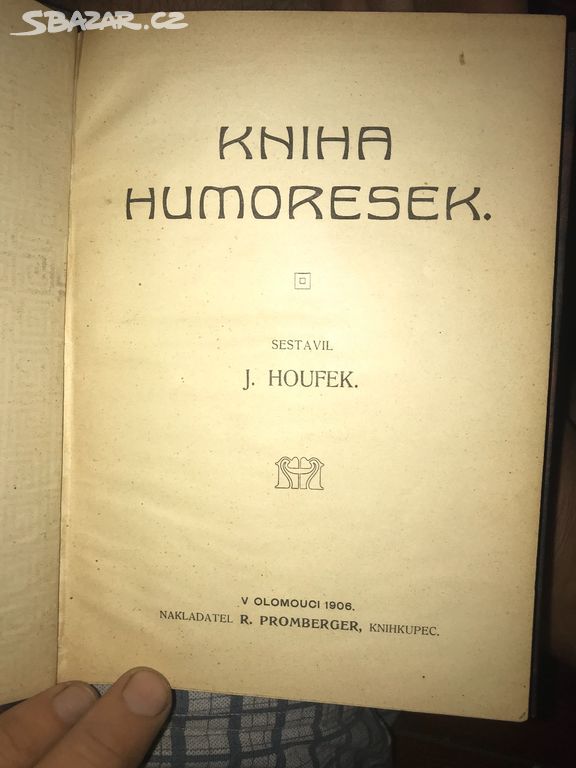 SBAZAR.CZ
KNIHA
HUMORESEK.
SESTAVIL
J. HOUFEK.
V OLOMOUCI 1906.
NAKLADATEL R. PROMBERGER, KNIHKUPEC.